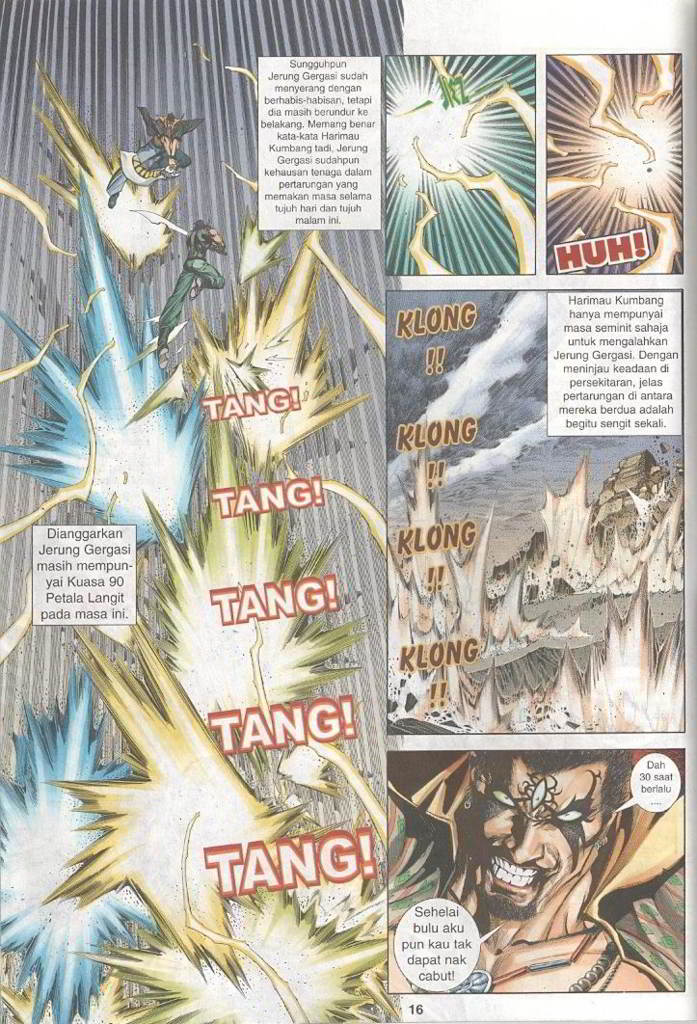 Sungguhpun
Jerung Gergasi sudah
menyerang dengan
berhabis-habisan, tetapi
dia masih berundur ke
belakang. Memang benar
kata-kata Harimau
Kumbang tadi, Jerung
Gergasi sudahpun
kehausan tenaga dalam
pertarungan yang
memakan masa selama
tujuh hari dan tujuh
malam ini.
TANG!
TANG!
TANG!
TANG!
TANG!
Dianggarkan
Jerung Gergasi
masih mempun-
yai Kuasa 90
Petala Langit
pada masa ini.
HUH!
Harimau Kumbang
hanya mempunyai
masa seminit sahaja
untuk mengalahkan
Jerung Gergasi. Dengan
meninjau keadaan di
persekitaran, jelas
pertarungan di antara
mereka berdua adalah
begitu sengit sekali.
KLONG
!!
KLONG
!!
KLONG
!!
KLONG
!!
Dah
30 saat
berlalu
....
Sehelai
bulu aku
pun kau tak
dapat nak
cabut!
16